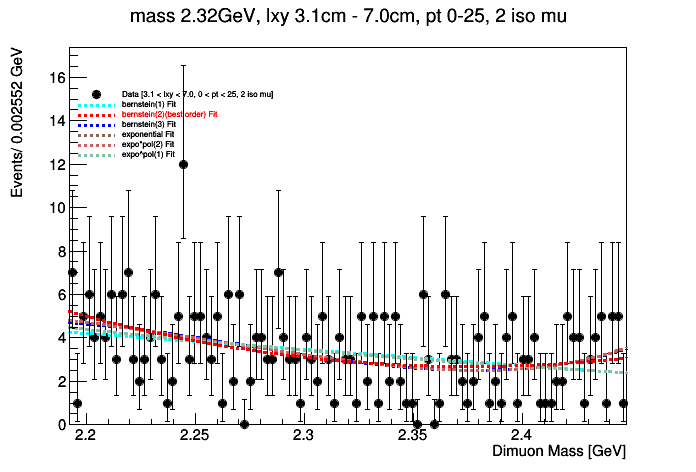 mass 2.32GeV, lxy 3.1cm - 7.0cm, pt 0-25, 2 iso mu
Events/ 0.002552 GeV
16
14
12
10
8
6
4
2
0
Data [3.1 < lxy < 7.0, 0 < pt < 25, 2 iso mu]
bernstein(1) Fit
bernstein(2)(best order) Fit
bernstein(3) Fit
exponential Fit
expo*pol(2) Fit
expo*pol(1) Fit
2.2 2.25 2.3 2.35 2.4
Dimuon Mass [GeV]